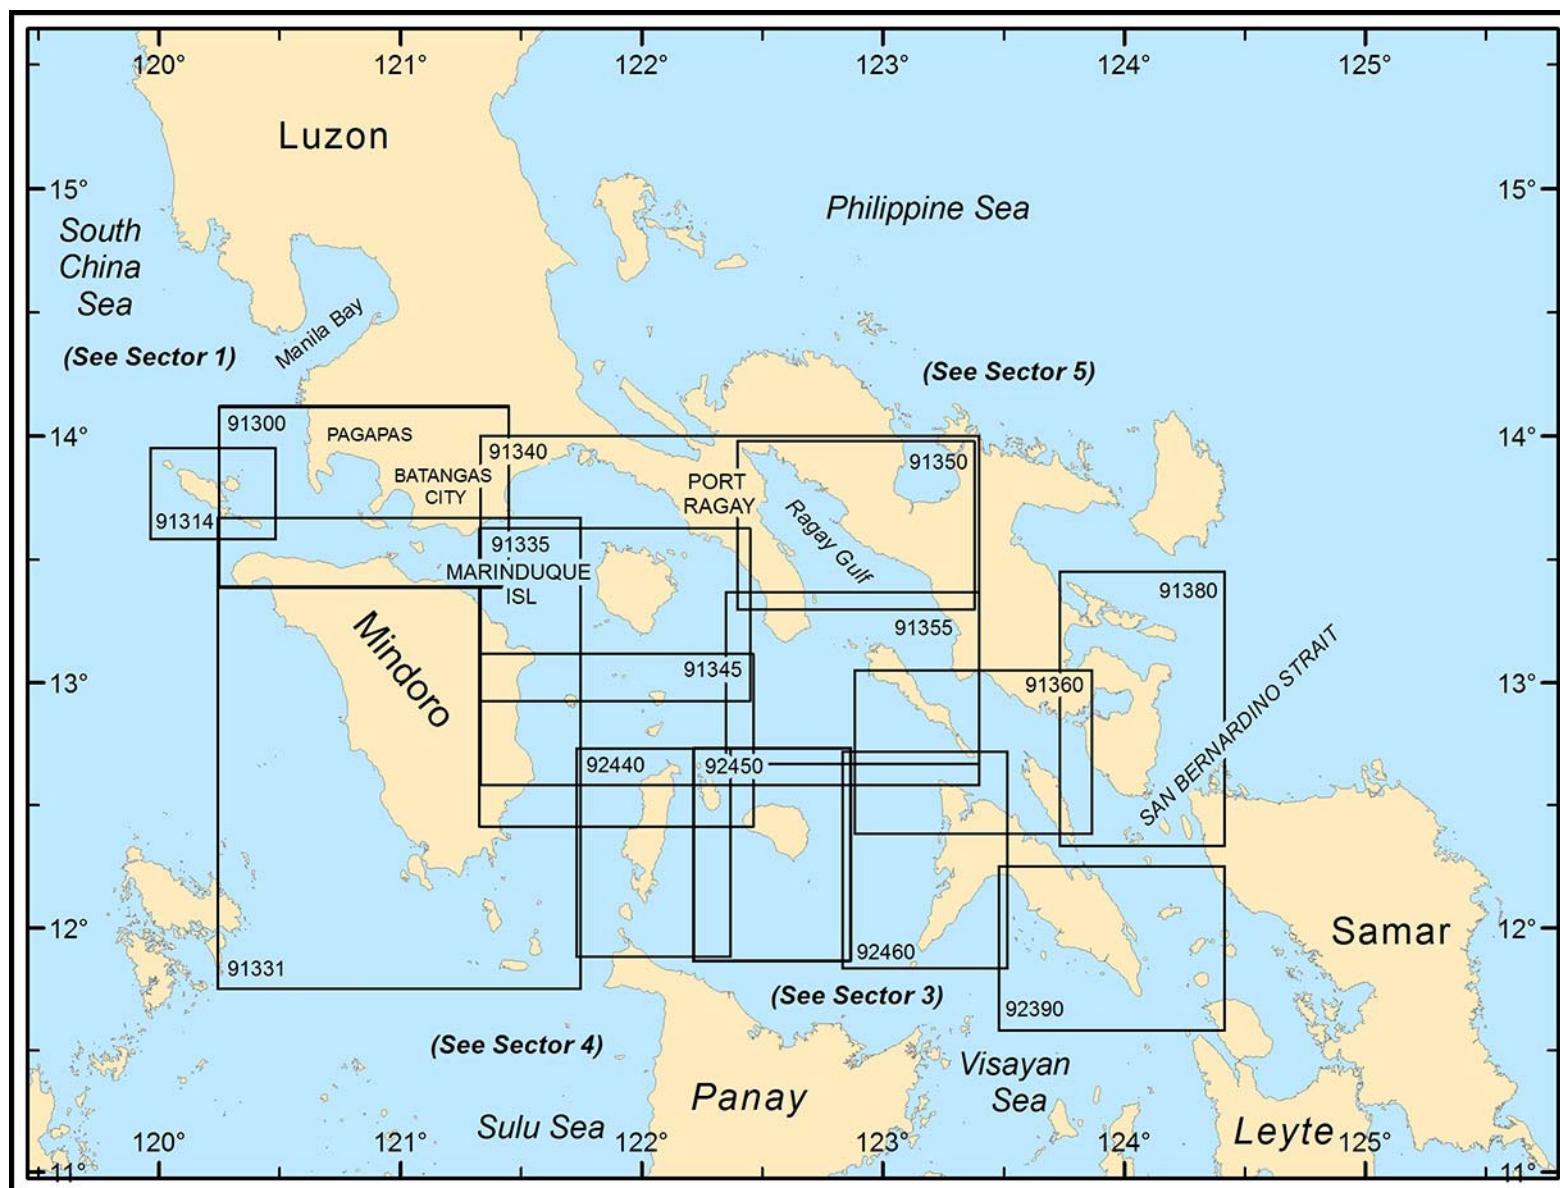 120°
121°
122°
123°
124°
125°
Luzon
15°
15°
Philippine Sea
South
China
Sea
Manila Bay
(See Sector 1)
(See Sector 5)
91300
PAGAPAS
14°
14°
91340
91350
BATANGAS
CITY
PORT
RAGAY
91314
Ragay Gulf
91335
MARINDUQUE
ISL
91380
91355
Mindoro
13°
91345
91360
13°
SAN BERNARDINO STRAIT
92440
92450
12°
Samar
12°
92460
91331
(See Sector 3)
92390
(See Sector 4)
Visayan
Sea
Panay
Sulu Sea
Leyte
120°
121°
122°
123°
124°
125°
11°
11°